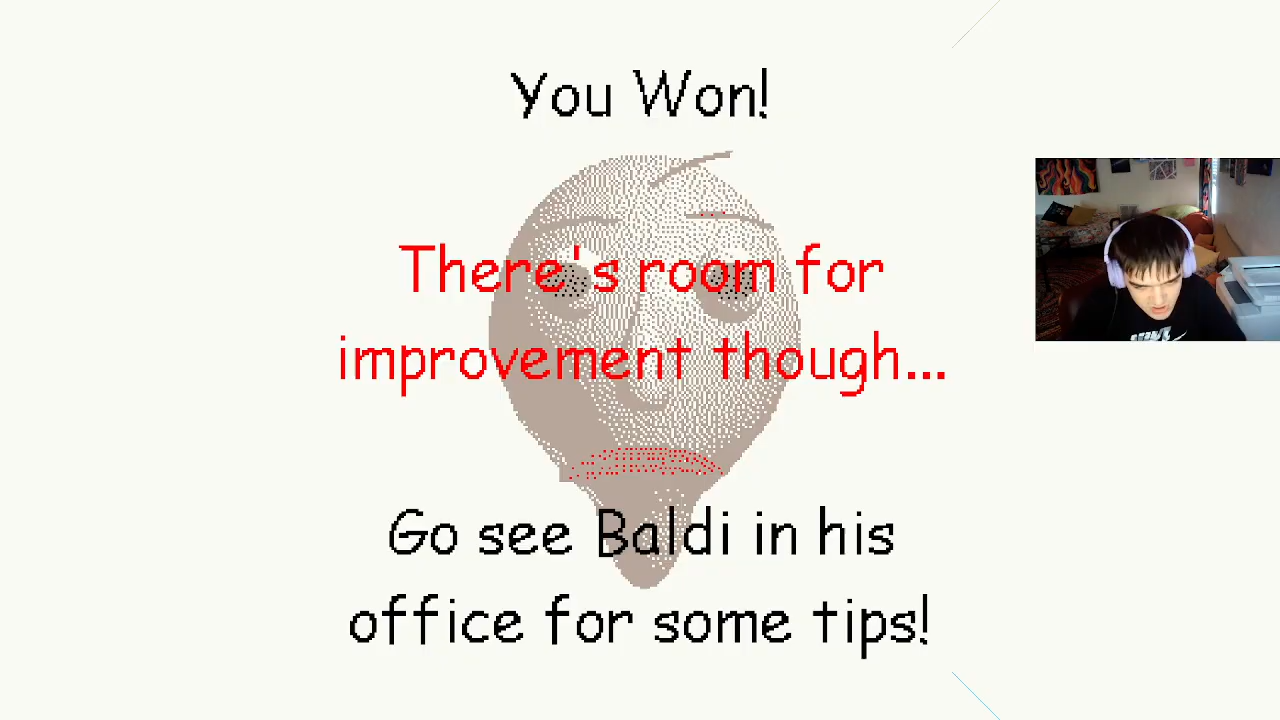 You Won!
There's room for
improvement though...
Go see Baldi in his
office for some tips!